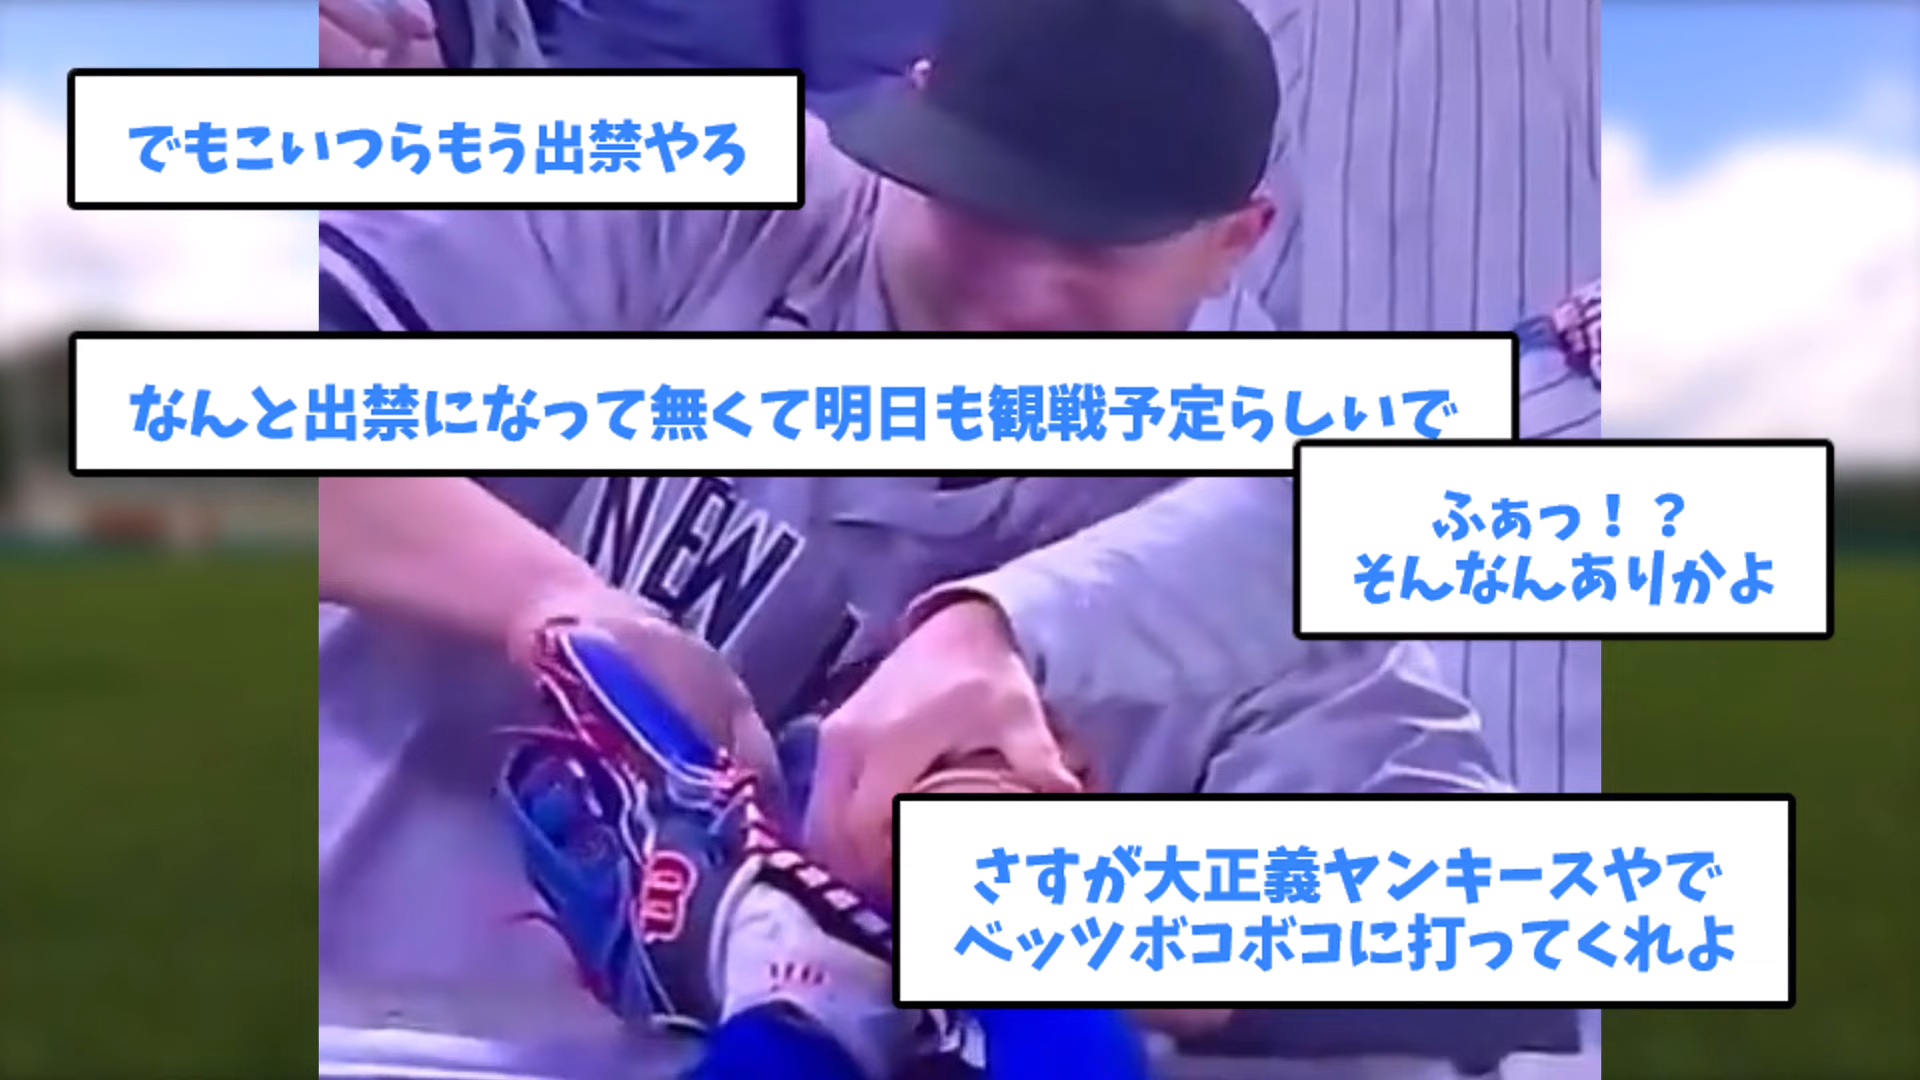 でもこいつらもう出禁やろ
なんと出禁になって無くて明日も観戦予定らしいで
ふぁっ！？
そんなんありかよ
NEW
さすが大正義ヤンキースやで
ベッツボコボコに打ってくれよ